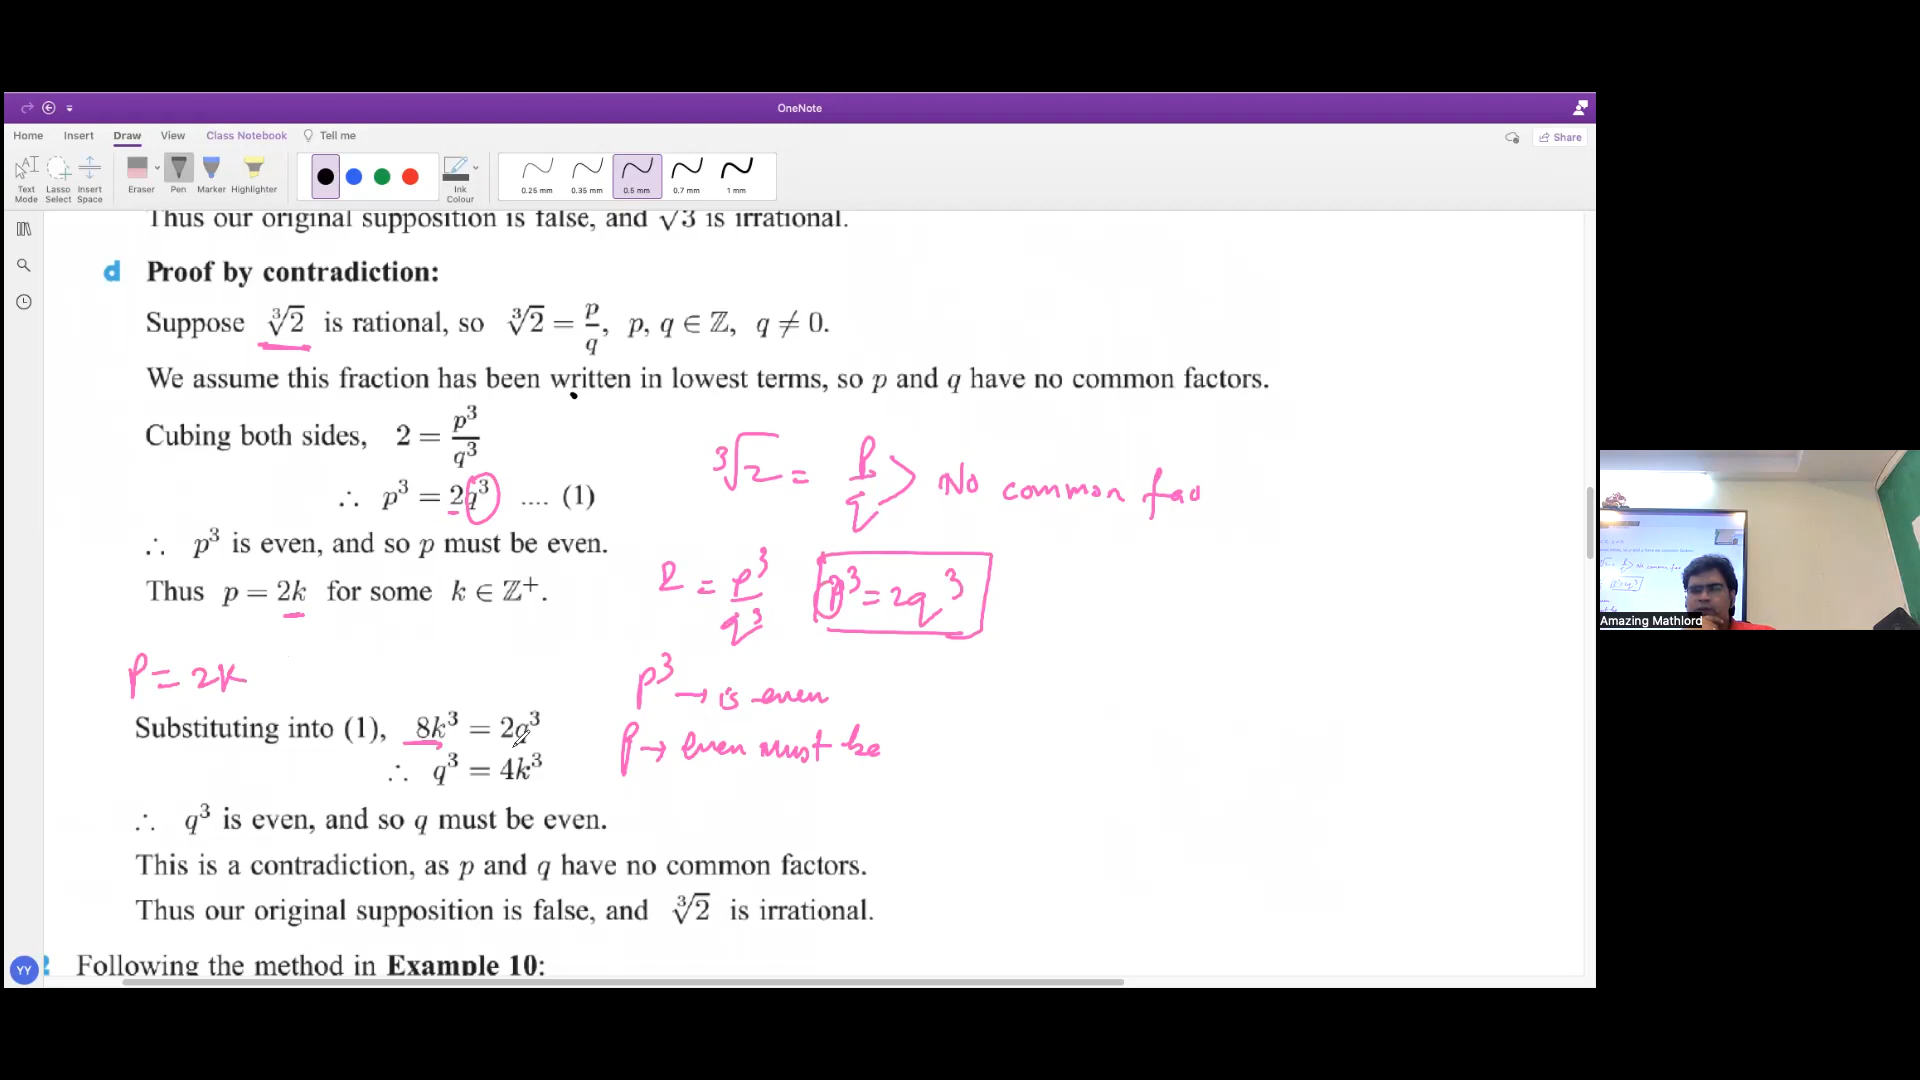 OneNote
Home Insert Draw View Class Notebook Tell me Share
Text Mode Lasso Select Insert Space Eraser Pen Marker Highlighter Ink Colour 0.25 mm 0.35 mm 0.5 mm 0.7 mm 1 mm
Thus our original supposition is false, and √3 is irrational.
d Proof by contradiction:
Suppose ∛2 is rational, so ∛2 = p/q, p, q ∈ ℤ, q ≠ 0.
We assume this fraction has been written in lowest terms, so p and q have no common factors.
Cubing both sides, 2 = p³/q³
∴ p³ = 2q³ .... (1)
∛2 = p/q > No common fac
∴ p³ is even, and so p must be even.
Thus p = 2k for some k ∈ ℤ⁺.
2 = p³/q³ p³ = 2q³
P = 2k
p³ → is even
Substituting into (1), 8k³ = 2q³
p → even must be
∴ q³ = 4k³
∴ q³ is even, and so q must be even.
This is a contradiction, as p and q have no common factors.
Thus our original supposition is false, and ∛2 is irrational.
Following the method in Example 10:
YY
Amazing Mathlord